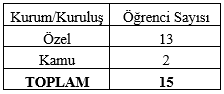 Kurum/Kuruluş Öğrenci Sayısı
Özel 13
Kamu 2
TOPLAM 15